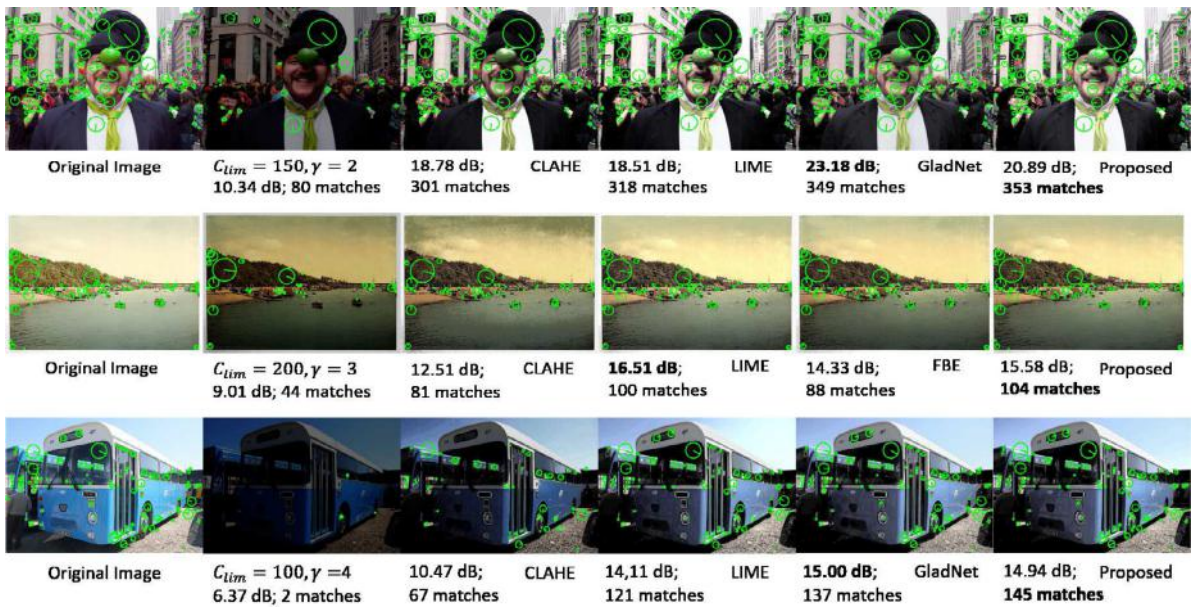 Original Image
C_lim = 150, γ = 2
10.34 dB; 80 matches
18.78 dB; CLAHE
301 matches
18.51 dB; LIME
318 matches
23.18 dB; GladNet
349 matches
20.89 dB; Proposed
353 matches
Original Image
C_lim = 200, γ = 3
9.01 dB; 44 matches
12.51 dB; CLAHE
81 matches
16.51 dB; LIME
100 matches
14.33 dB; FBE
88 matches
15.58 dB; Proposed
104 matches
Original Image
C_lim = 100, γ =4
6.37 dB; 2 matches
10.47 dB; CLAHE
67 matches
14,11 dB; LIME
121 matches
15.00 dB; GladNet
137 matches
14.94 dB; Proposed
145 matches